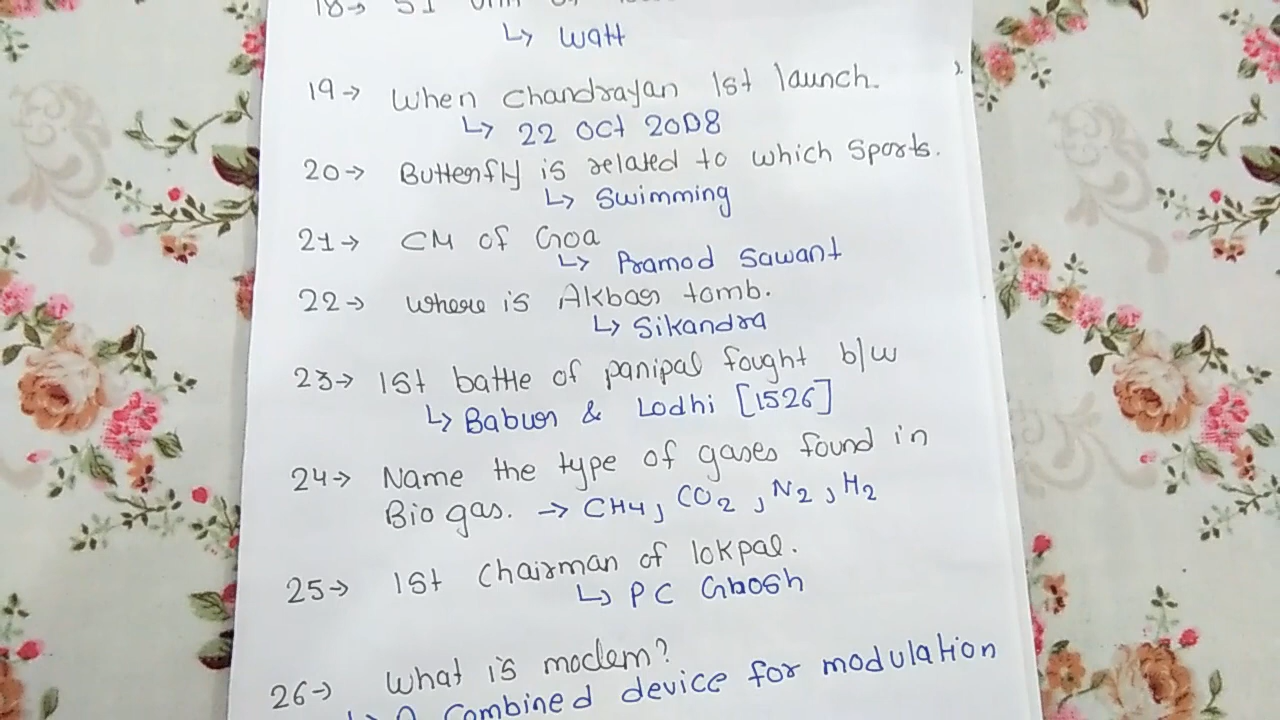 18→ SI
↳ Watt
19→ When Chandrayan 1st launch.
↳ 22 Oct 2008
20→ Butterfly is related to which Sports.
↳ Swimming
21→ CM of Goa
↳ Pramod Sawant
22→ Where is Akbar tomb.
↳ Sikandra
23→ 1st battle of panipal fought b/w
↳ Babur & Lodhi [1526]
24→ Name the type of gases found in
Bio gas. → CH4, CO2, N2, H2
25→ 1st Chairman of lokpal.
↳ PC Ghosh
26→ What is modem?
↳ A Combined device for modulation